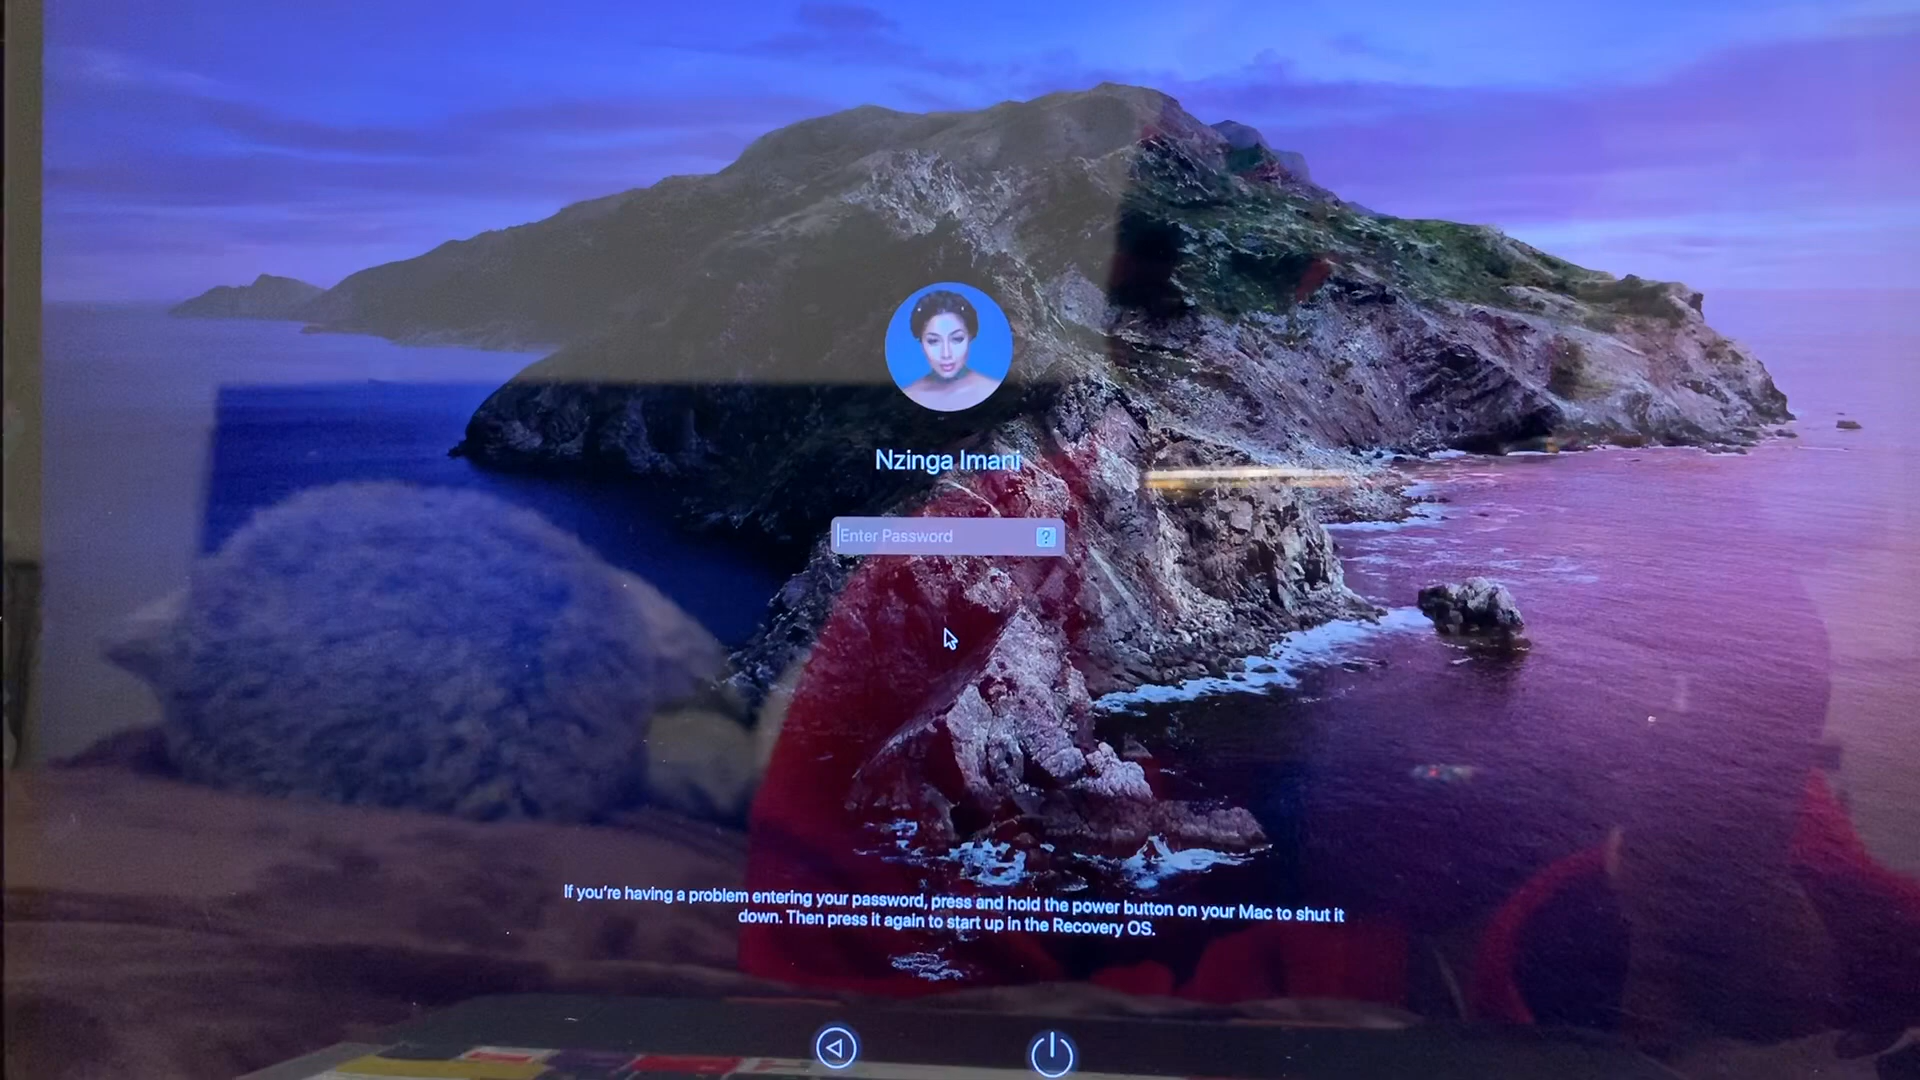 Nzinga Imani
Enter Password
?
If you’re having a problem entering your password, press and hold the power button on your Mac to shut it
down. Then press it again to start up in the Recovery OS.